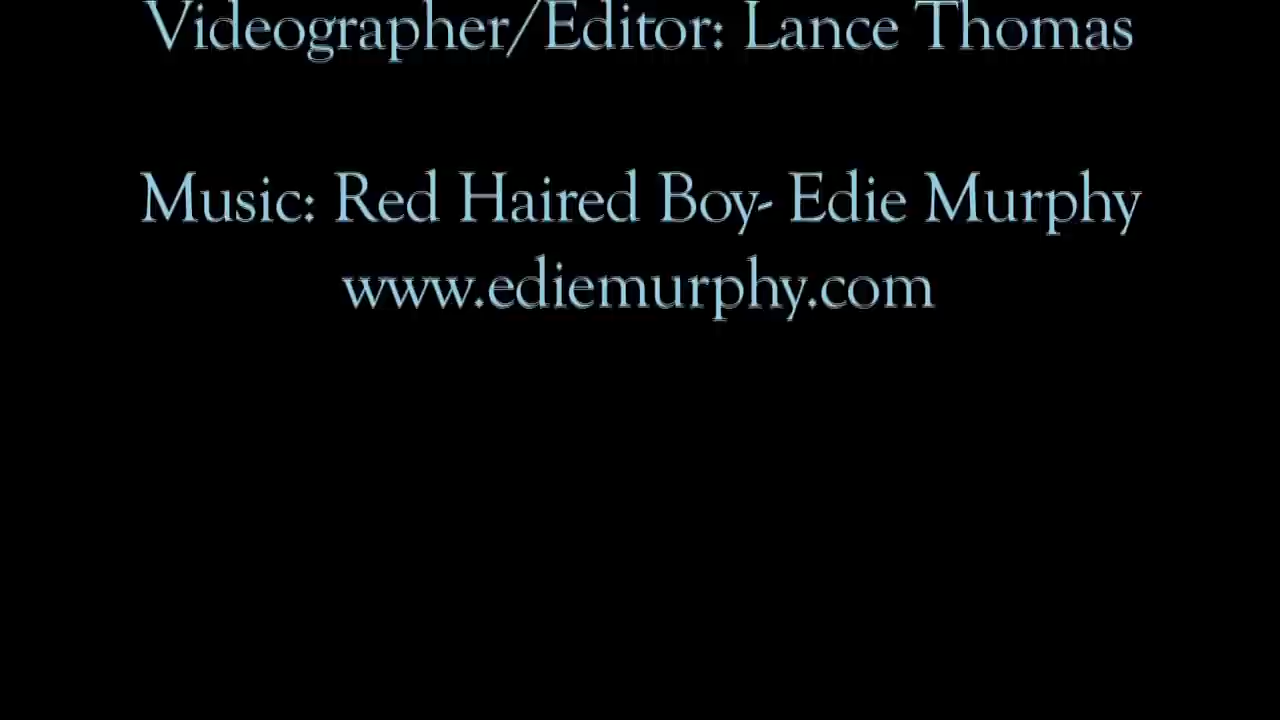 Videographer/Editor: Lance Thomas
Music: Red Haired Boy- Edie Murphy
www.ediemurphy.com